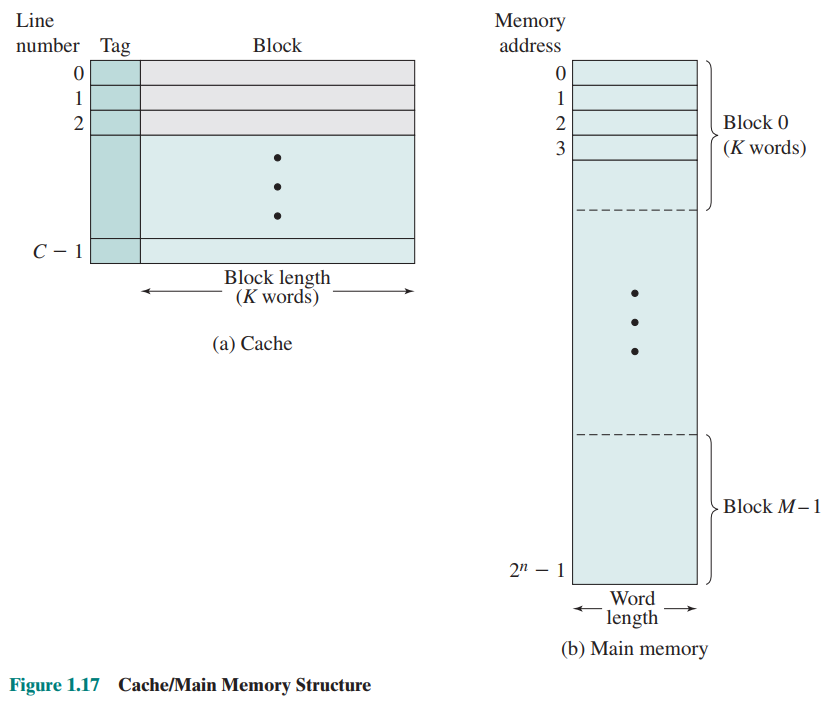 Line
number Tag Block
0
1
2
C – 1
Block length
(K words)
(a) Cache
Memory
address
0
1
2
3
Block 0
(K words)
Block M – 1
2ⁿ – 1
Word
length
(b) Main memory
Figure 1.17 Cache/Main Memory Structure